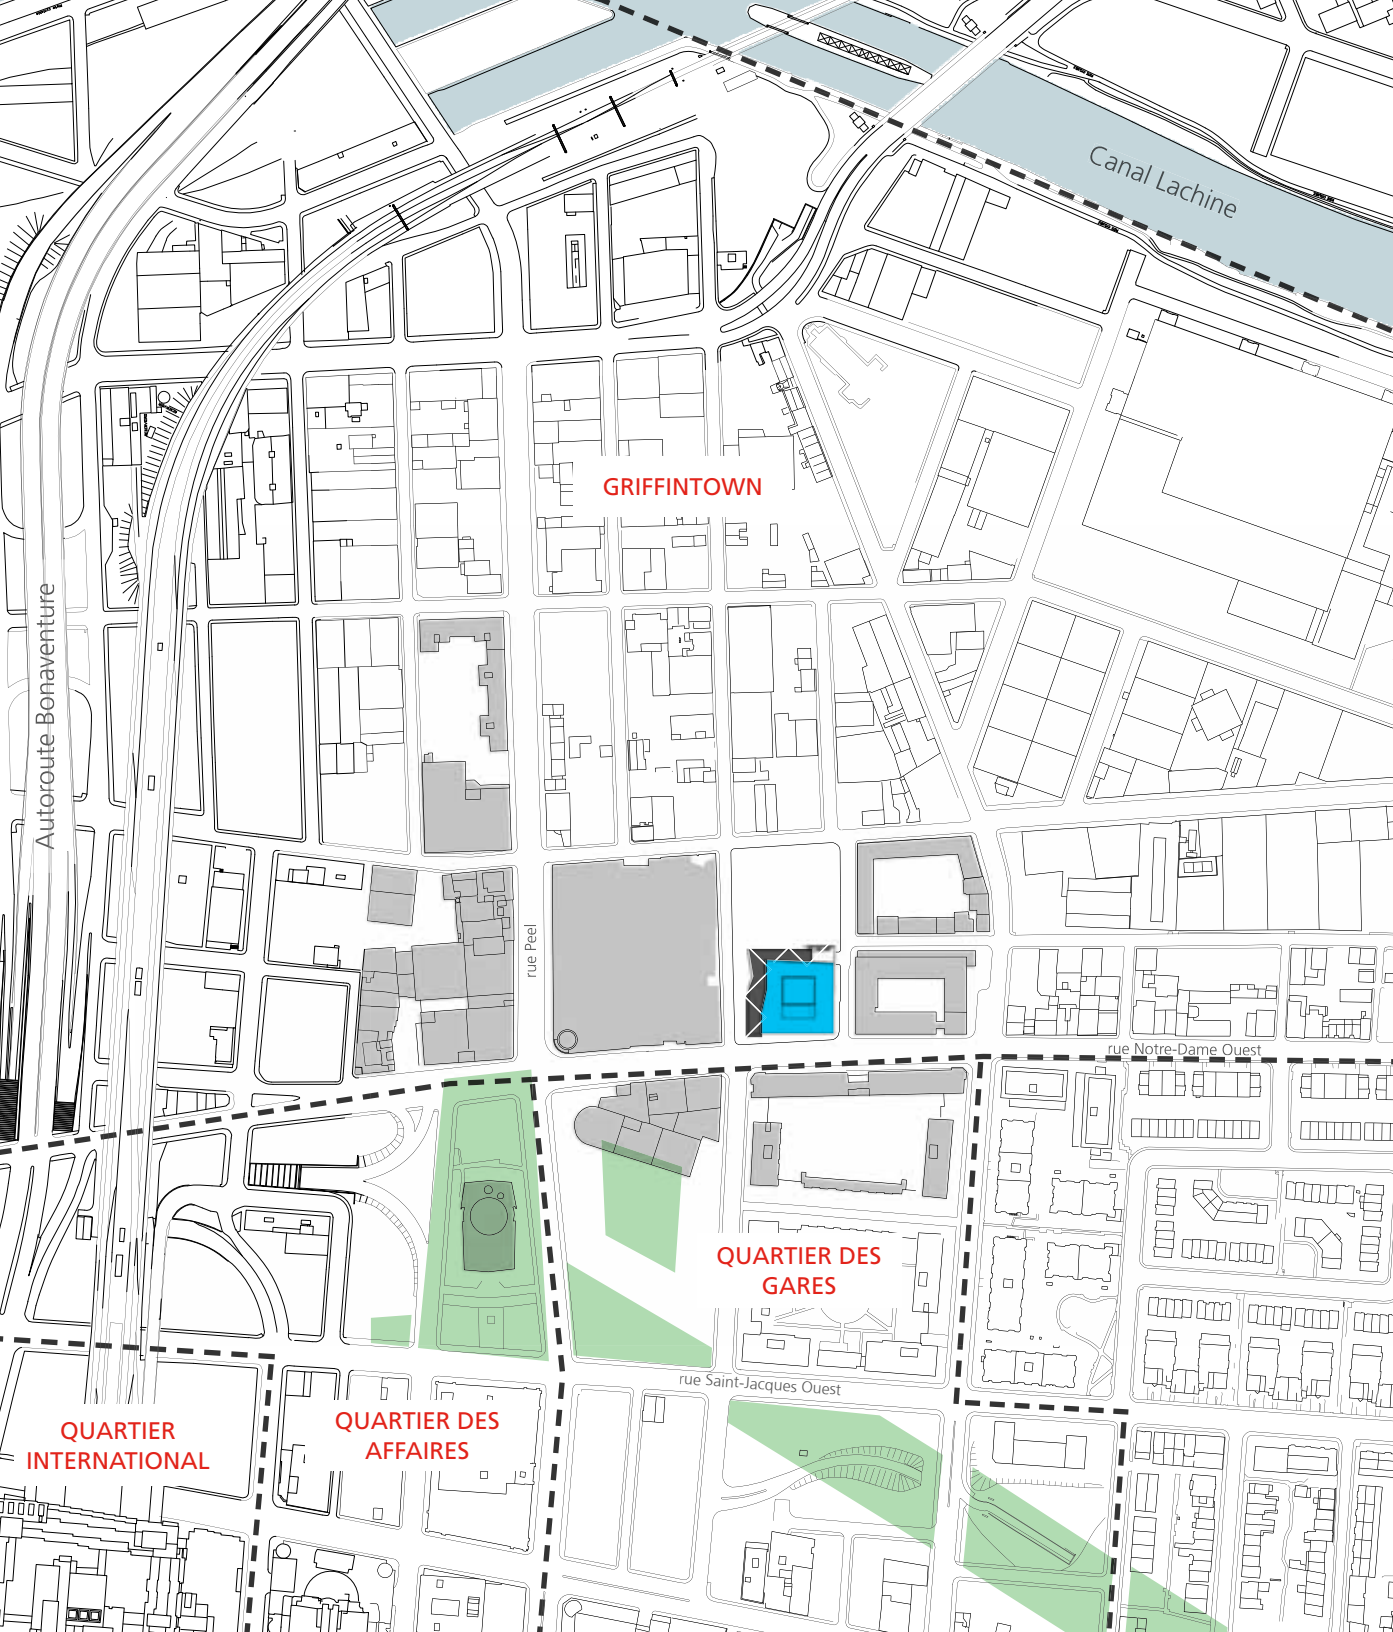 Canal Lachine
GRIFFINTOWN
Autoroute Bonaventure
rue Peel
rue Notre-Dame Ouest
QUARTIER DES
GARES
rue Saint-Jacques Ouest
QUARTIER
INTERNATIONAL
QUARTIER DES
AFFAIRES